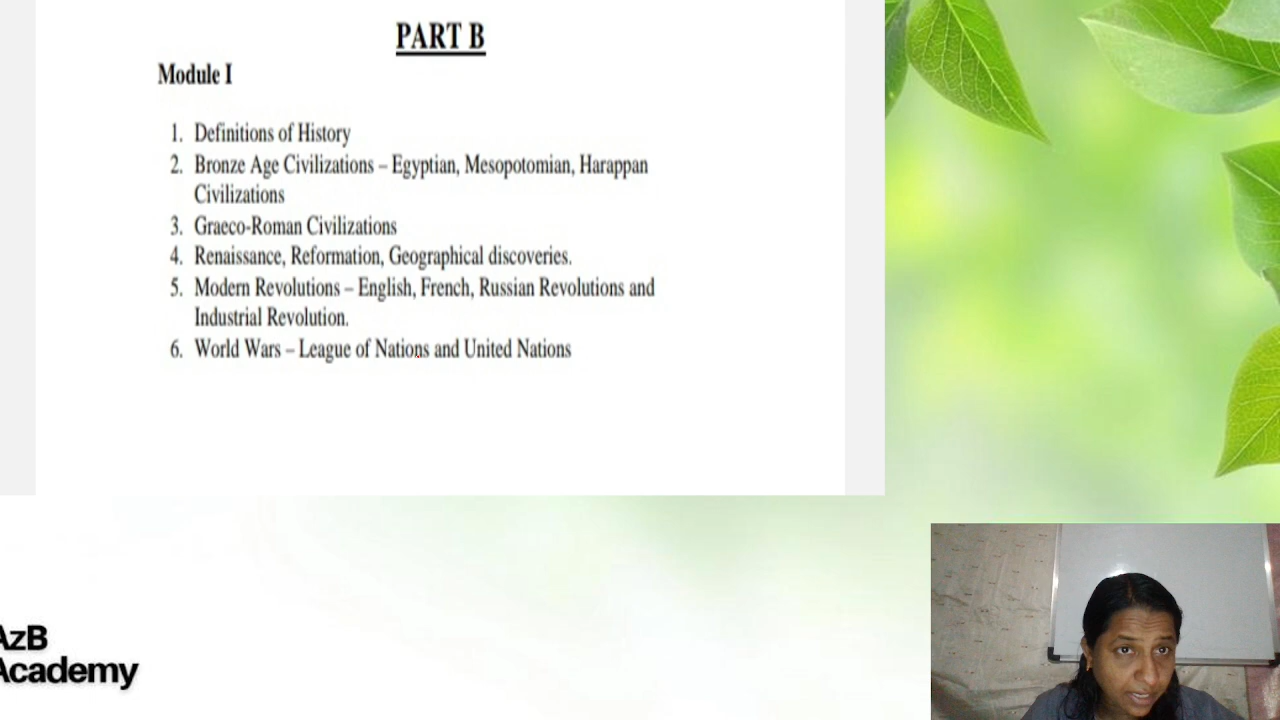 PART B
Module I
1. Definitions of History
2. Bronze Age Civilizations – Egyptian, Mesopotomian, Harappan
Civilizations
3. Graeco-Roman Civilizations
4. Renaissance, Reformation, Geographical discoveries.
5. Modern Revolutions – English, French, Russian Revolutions and
Industrial Revolution.
6. World Wars – League of Nations and United Nations
AzB
Academy